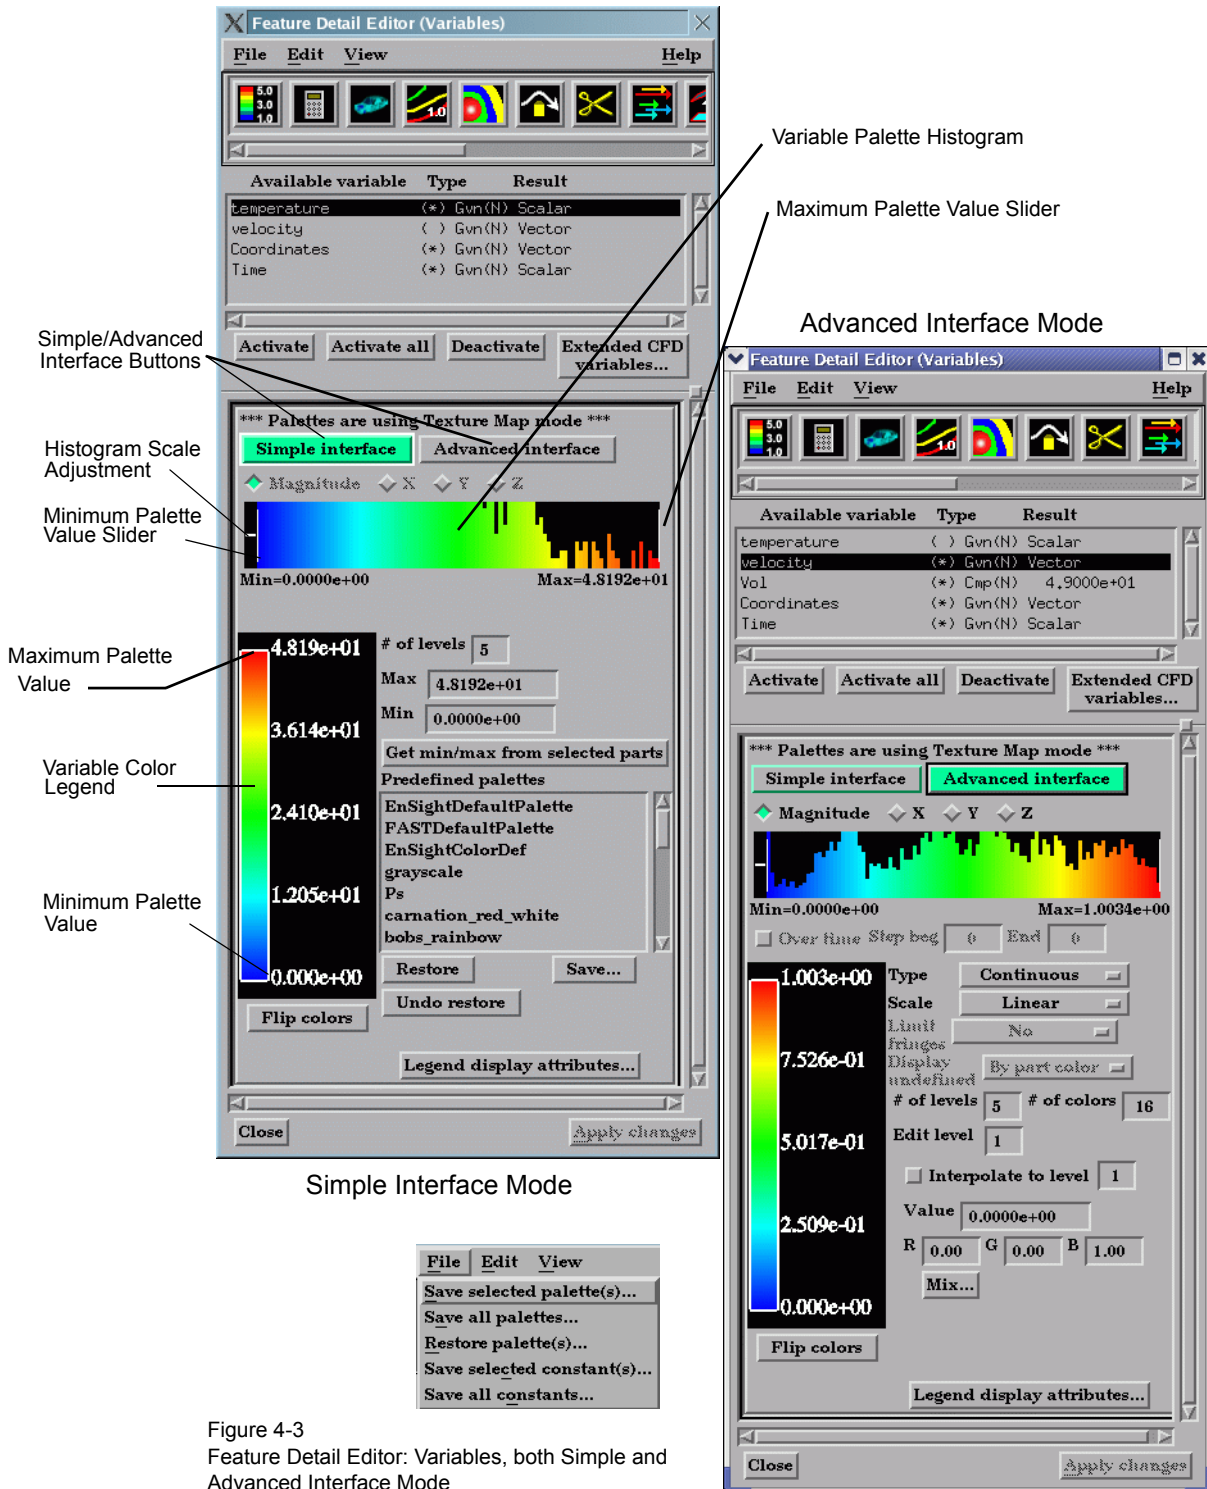 Feature Detail Editor (Variables)
File Edit View Help
5.0
3.0
1.0
1.0
Variable Palette Histogram
Available variable Type Result
temperature (*) Gvn(N) Scalar
velocity ( ) Gvn(N) Vector
Coordinates (*) Gvn(N) Vector
Time (*) Gvn(N) Scalar
Maximum Palette Value Slider
Simple/Advanced
Interface Buttons
Activate Activate all Deactivate Extended CFD
variables...
*** Palettes are using Texture Map mode ***
Simple interface Advanced interface
Histogram Scale
Adjustment
Magnitude X Y Z
Minimum Palette
Value Slider
Min=0.0000e+00 Max=4.8192e+01
Maximum Palette
Value
4.819e+01
3.614e+01
2.410e+01
1.205e+01
0.000e+00
# of levels 5
Max 4.8192e+01
Min 0.0000e+00
Get min/max from selected parts
Predefined palettes
EnSightDefaultPalette
FASTDefaultPalette
EnSightColorDef
grayscale
Ps
carnation_red_white
bobs_rainbow
Variable Color
Legend
Minimum Palette
Value
Restore Save...
Undo restore
Flip colors
Legend display attributes...
Close Apply changes
Simple Interface Mode
Advanced Interface Mode
Feature Detail Editor (Variables)
File Edit View Help
5.0
3.0
1.0
1.0
Available variable Type Result
temperature ( ) Gvn(N) Scalar
velocity (*) Gvn(N) Vector
Vol (*) Cmp(N) 4.9000e+01
Coordinates (*) Gvn(N) Vector
Time (*) Gvn(N) Scalar
Activate Activate all Deactivate Extended CFD
variables...
*** Palettes are using Texture Map mode ***
Simple interface Advanced interface
Magnitude X Y Z
Min=0.0000e+00 Max=1.0034e+00
Over time Step beg 0 End 0
1.003e+00
7.526e-01
5.017e-01
2.509e-01
0.000e+00
Type Continuous
Scale Linear
Limit
fringes No
Display
undefined By part color
# of levels 5 # of colors 16
Edit level 1
Interpolate to level 1
Value 0.0000e+00
R 0.00 G 0.00 B 1.00
Mix...
Flip colors
Legend display attributes...
Close Apply changes
File Edit View
Save selected palette(s)...
Save all palettes...
Restore palette(s)...
Save selected constant(s)...
Save all constants...
Figure 4-3
Feature Detail Editor: Variables, both Simple and
Advanced Interface Mode